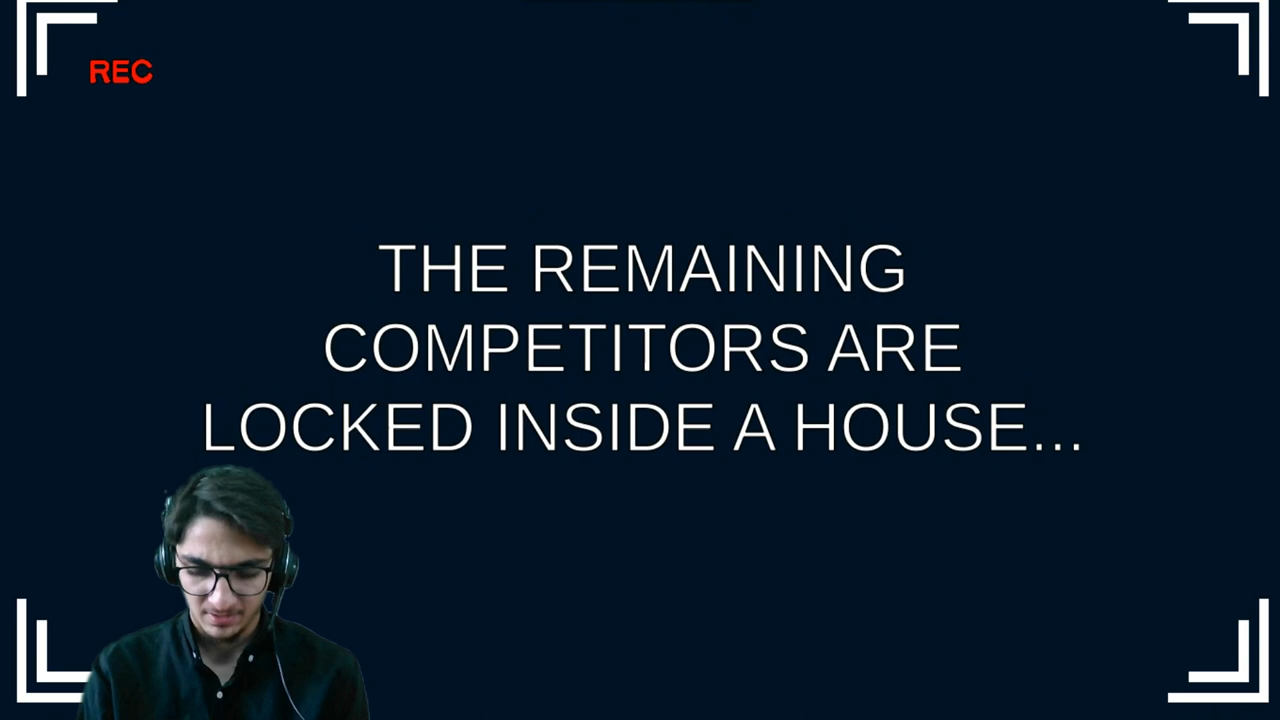 REC
THE REMAINING
COMPETITORS ARE
LOCKED INSIDE A HOUSE...